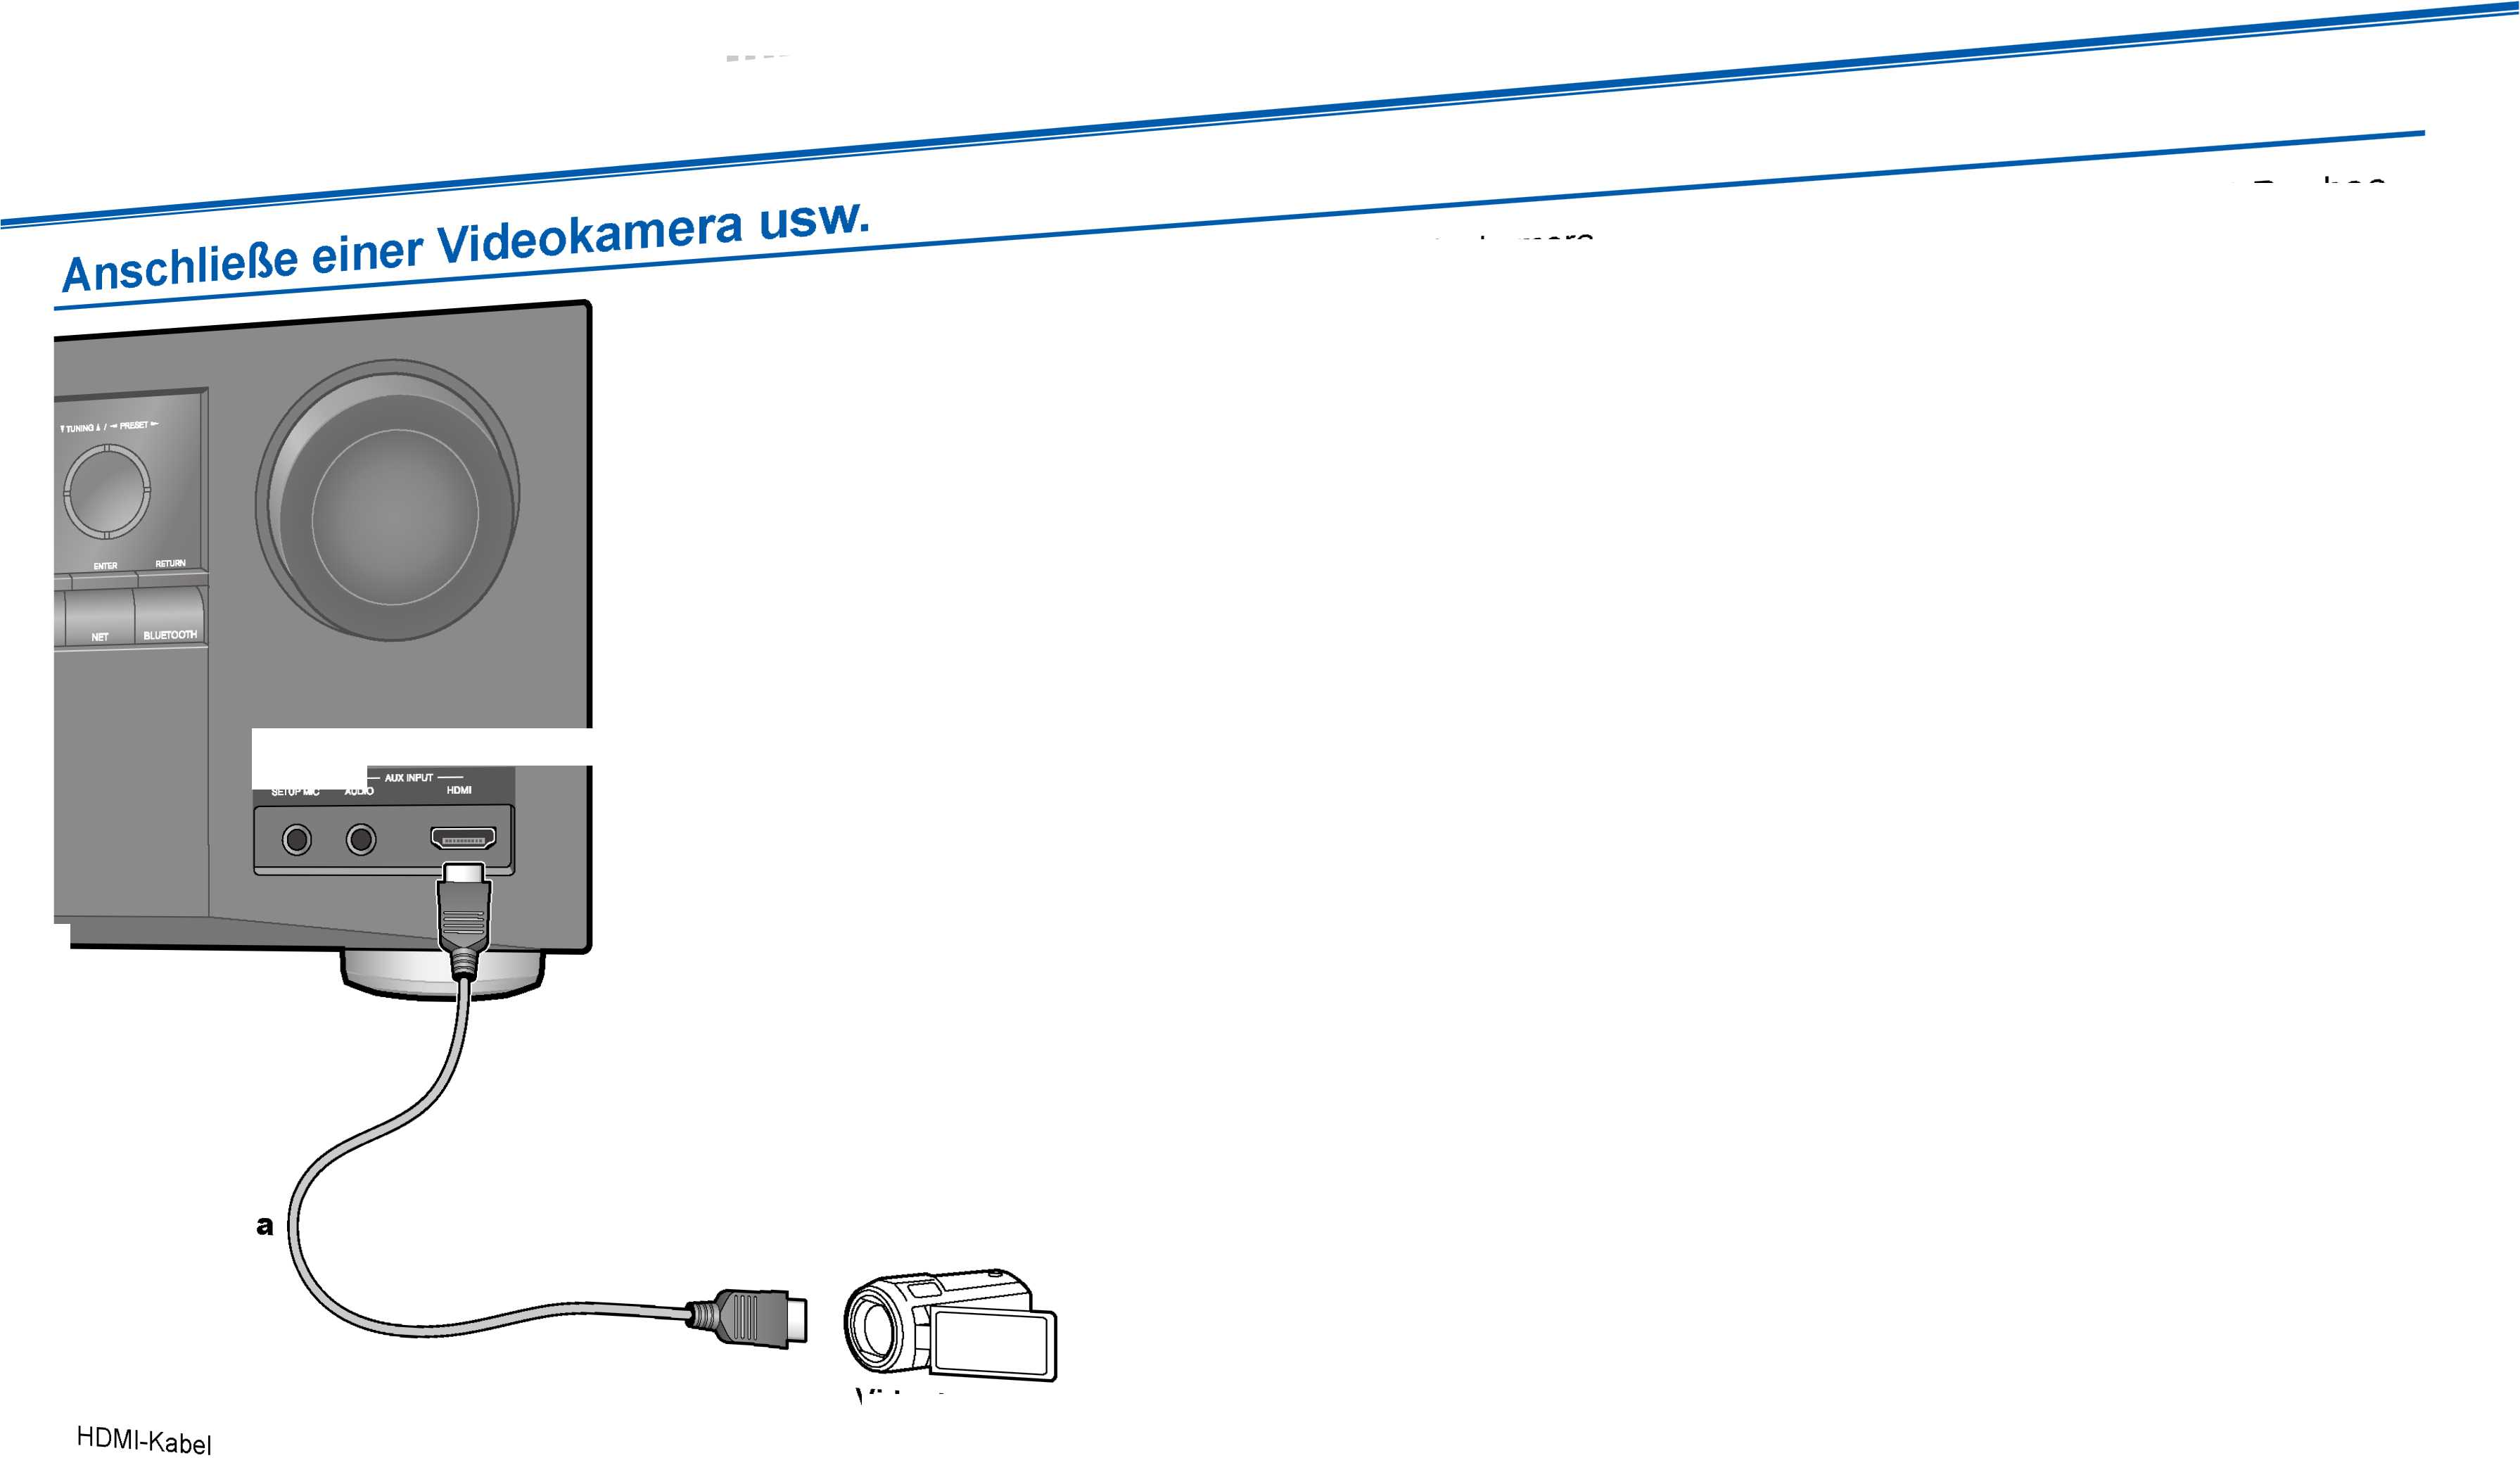 Anschließe einer Videokamera usw.
TUNING / PRESET
ENTER RETURN
NET BLUETOOTH
AUX INPUT
SETUP MIC AUDIO HDMI
a
HDMI-Kabel